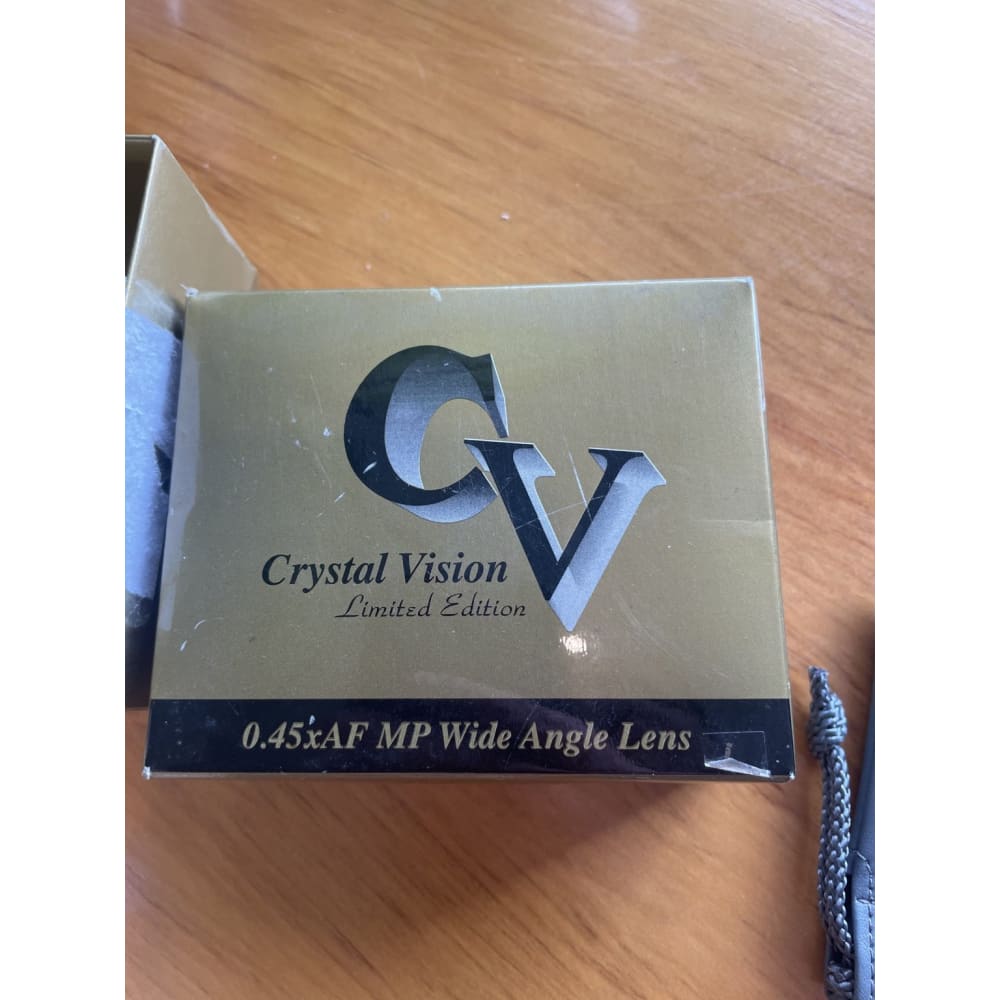 CV
Crystal Vision
Limited Edition
0.45xAF MP Wide Angle Lens